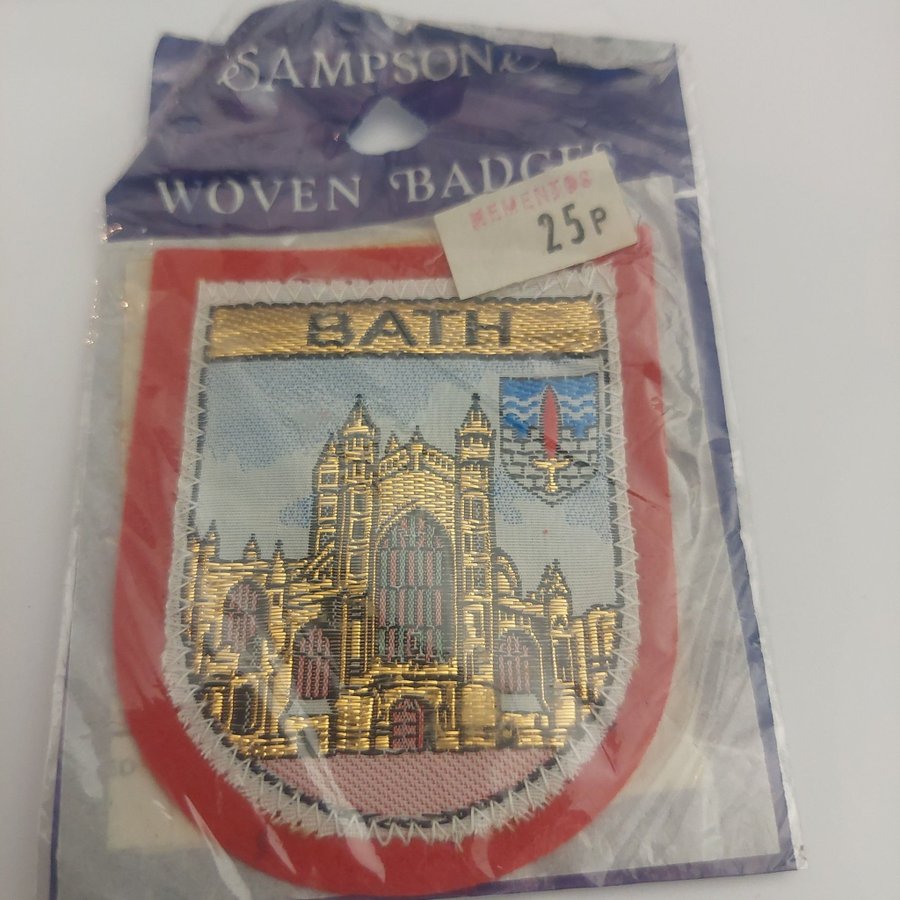 SAMPSON
WOVEN BADGES
MEMENTOS
25P
BATH